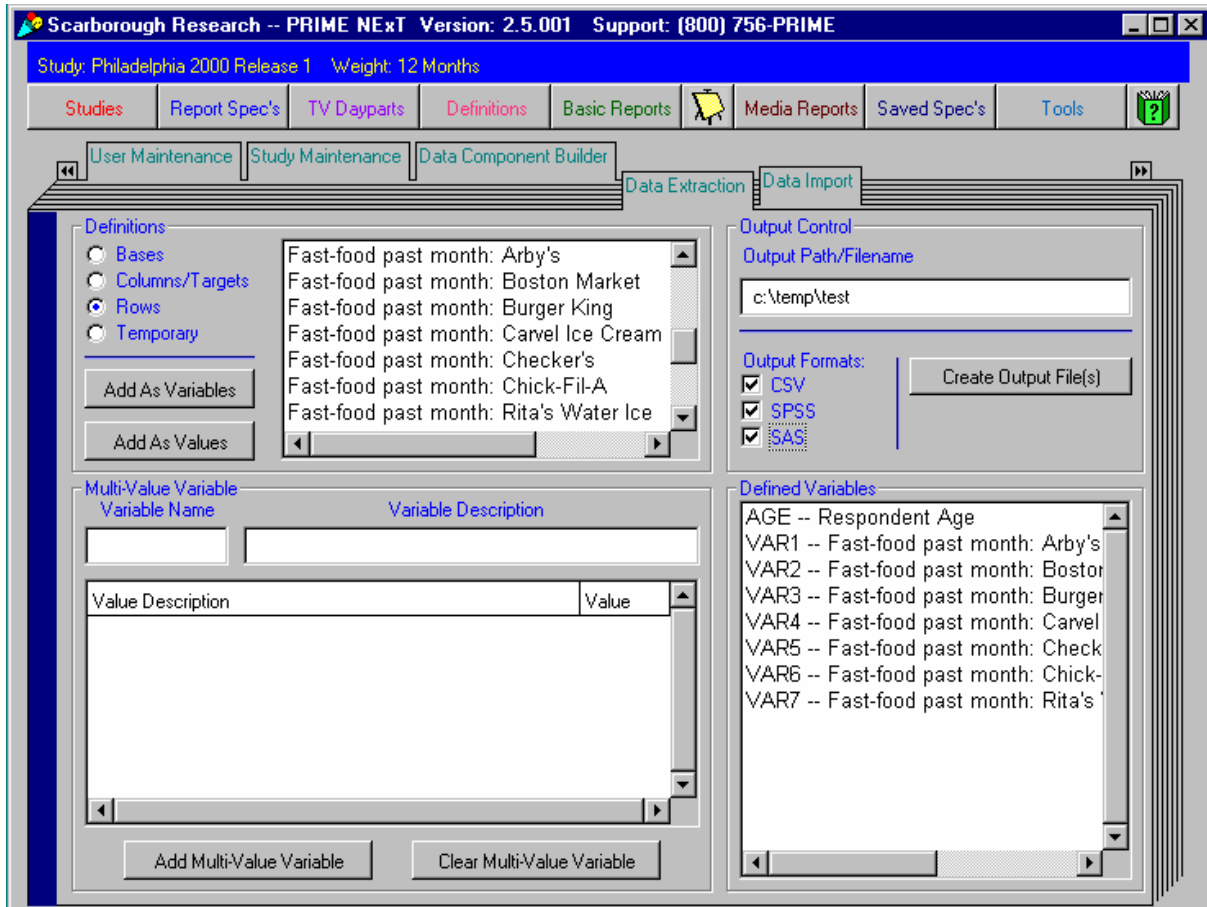 Scarborough Research -- PRIME NExT Version: 2.5.001 Support: (800) 756-PRIME
Study: Philadelphia 2000 Release 1 Weight: 12 Months
Studies Report Spec's TV Dayparts Definitions Basic Reports Media Reports Saved Spec's Tools
User Maintenance Study Maintenance Data Component Builder
Data Extraction Data Import
Definitions
Bases
Columns/Targets
Rows
Temporary
Add As Variables
Add As Values
Fast-food past month: Arby's
Fast-food past month: Boston Market
Fast-food past month: Burger King
Fast-food past month: Carvel Ice Cream
Fast-food past month: Checker's
Fast-food past month: Chick-Fil-A
Fast-food past month: Rita's Water Ice
Output Control
Output Path/Filename
c:\temp\test
Output Formats:
CSV
SPSS
SAS
Create Output File(s)
Multi-Value Variable
Variable Name Variable Description
Value Description Value
Add Multi-Value Variable Clear Multi-Value Variable
Defined Variables
AGE -- Respondent Age
VAR1 -- Fast-food past month: Arby's
VAR2 -- Fast-food past month: Bostor
VAR3 -- Fast-food past month: Burger
VAR4 -- Fast-food past month: Carvel
VAR5 -- Fast-food past month: Check
VAR6 -- Fast-food past month: Chick-
VAR7 -- Fast-food past month: Rita's